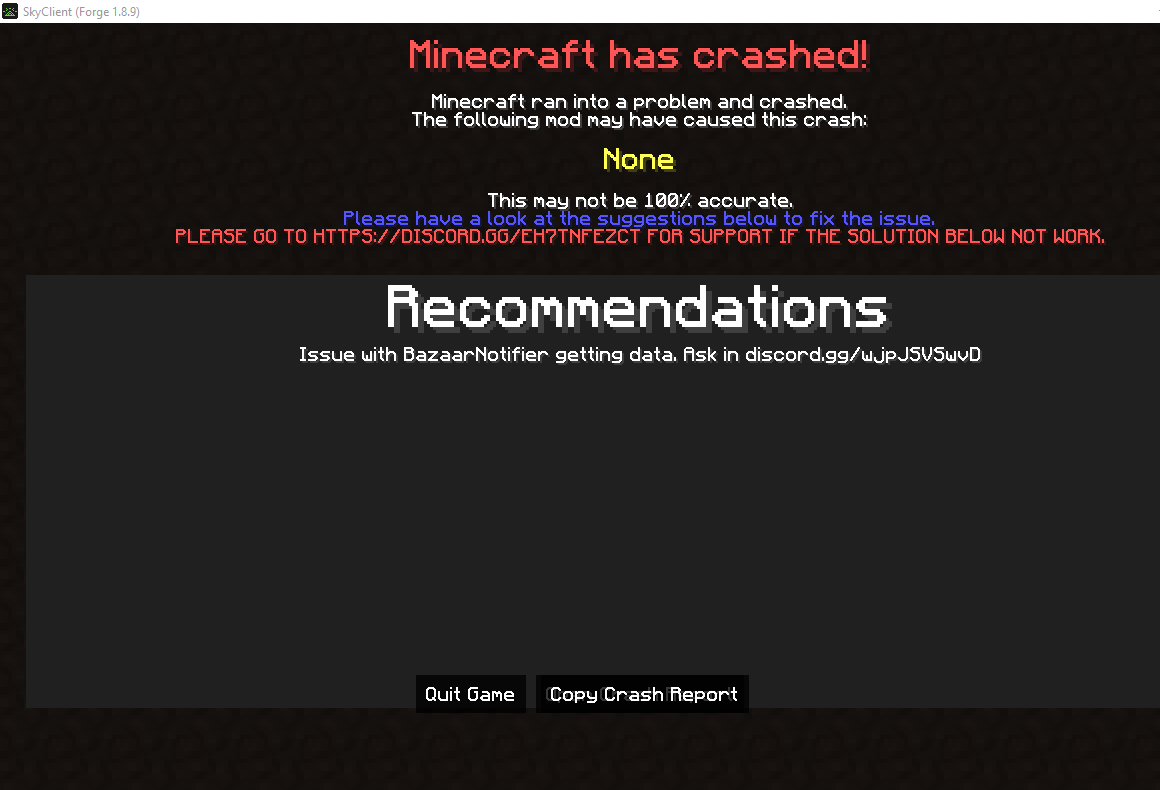 SkyClient (Forge 1.8.9)
Minecraft has crashed!
Minecraft ran into a problem and crashed.
The following mod may have caused this crash:
None
This may not be 100% accurate.
Please have a look at the suggestions below to fix the issue.
PLEASE GO TO HTTPS://DISCORD.GG/EH7TNFEZCT FOR SUPPORT IF THE SOLUTION BELOW NOT WORK.
Recommendations
Issue with BazaarNotifier getting data. Ask in discord.gg/wjpJSVSwvD
Quit Game
Copy Crash Report